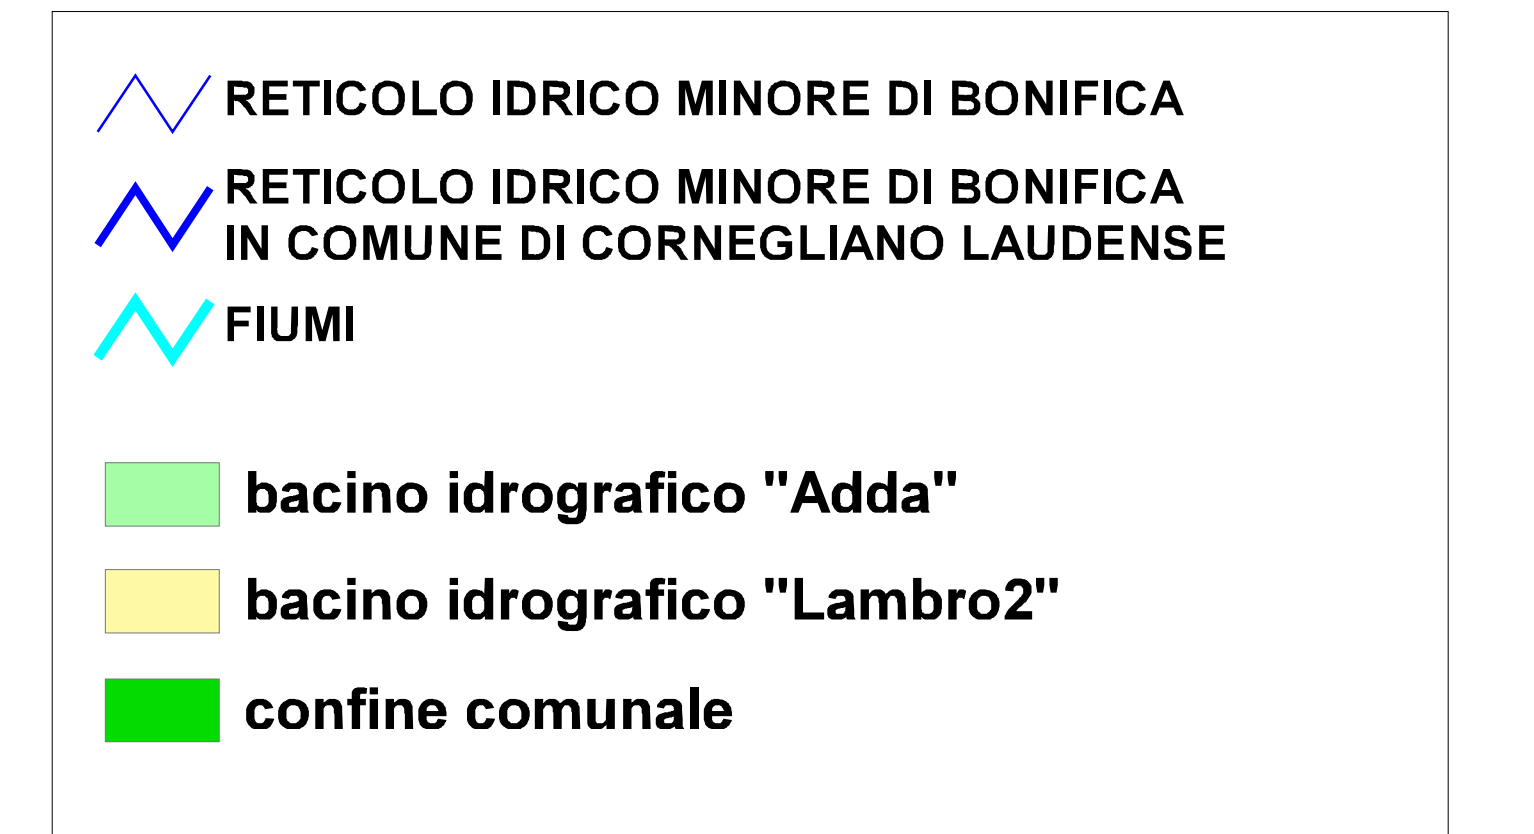 RETICOLO IDRICO MINORE DI BONIFICA
RETICOLO IDRICO MINORE DI BONIFICA
IN COMUNE DI CORNEGLIANO LAUDENSE
FIUMI
bacino idrografico "Adda"
bacino idrografico "Lambro2"
confine comunale